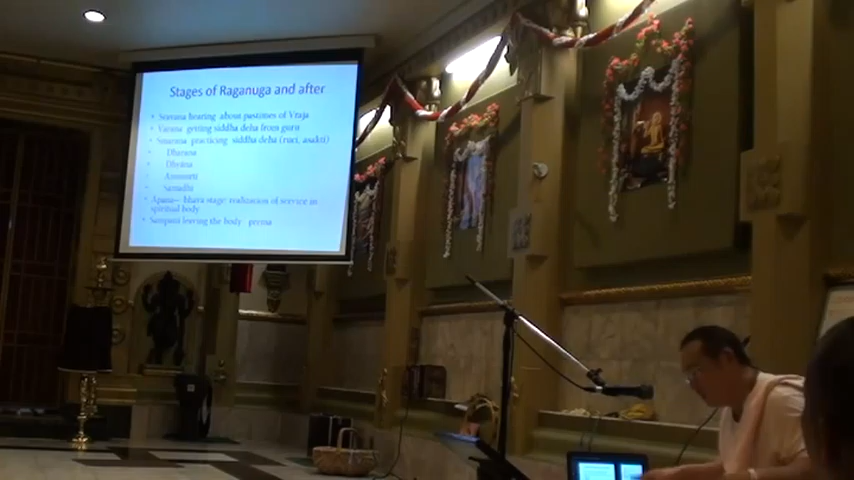 Stages of Raganuga and after
• Sravana hearing about pastimes of Vraja
• Varana getting siddha deha from guru
• Smarana practicing siddha deha (ruci, asakti)
• Dharana
• Dhyana
• Anusmrti
• Samadhi
• Apana– bhava stage: realization of service in
spiritual body
• Sampatti leaving the body prema